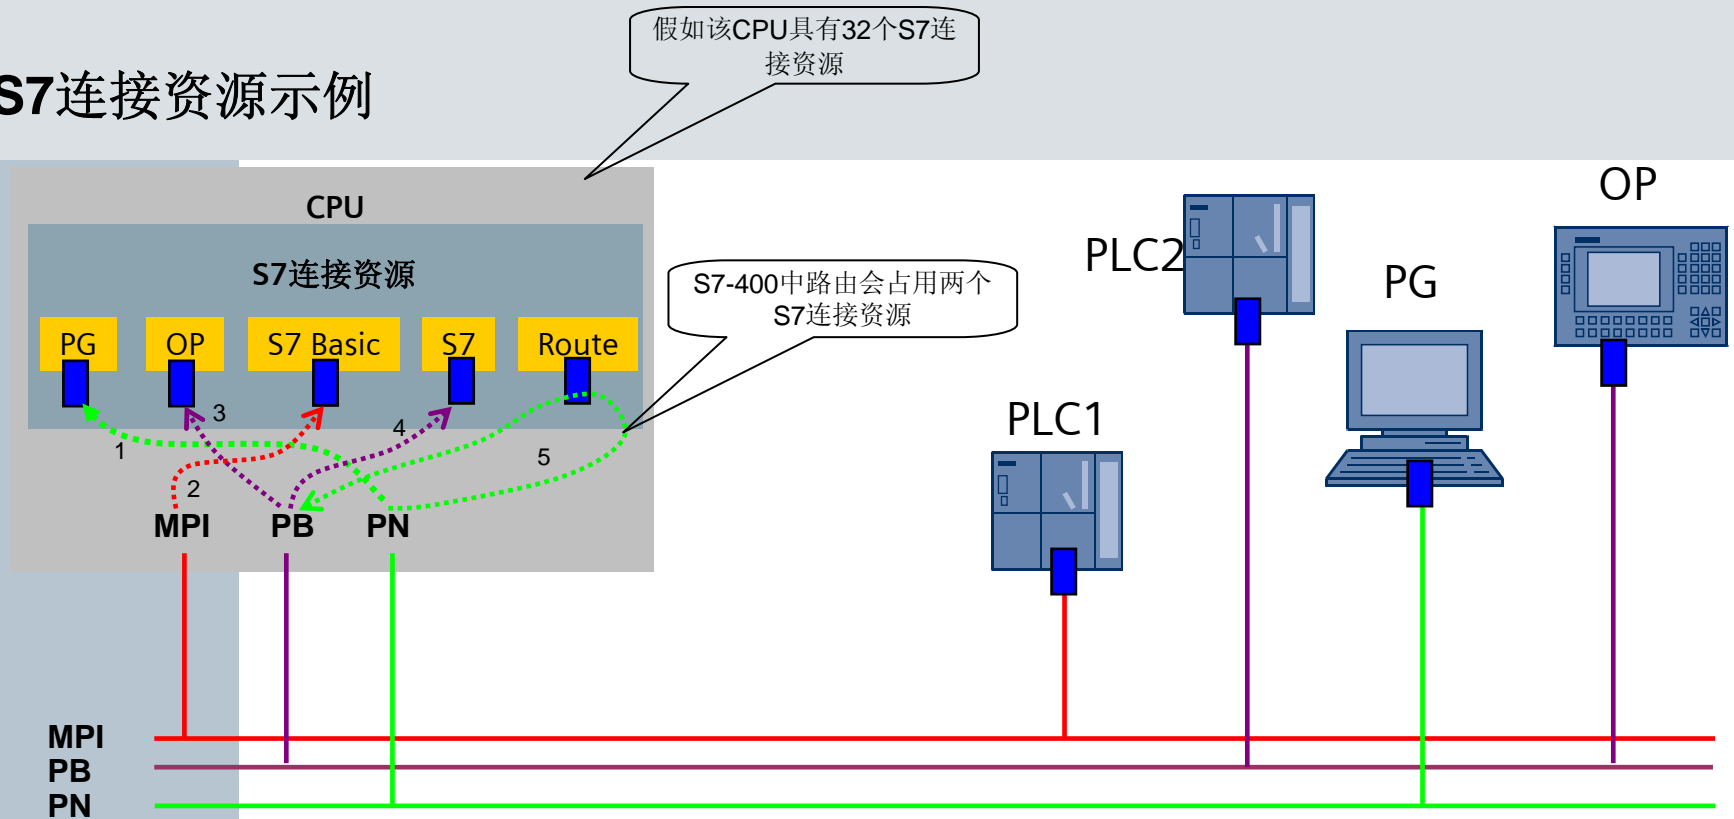 假如该CPU具有32个S7连
接资源
S7连接资源示例
CPU
S7连接资源
PG
OP
S7 Basic
S7
Route
S7-400中路由会占用两个
S7连接资源
1
2
3
4
5
MPI
PB
PN
PLC1
PLC2
PG
OP
MPI
PB
PN